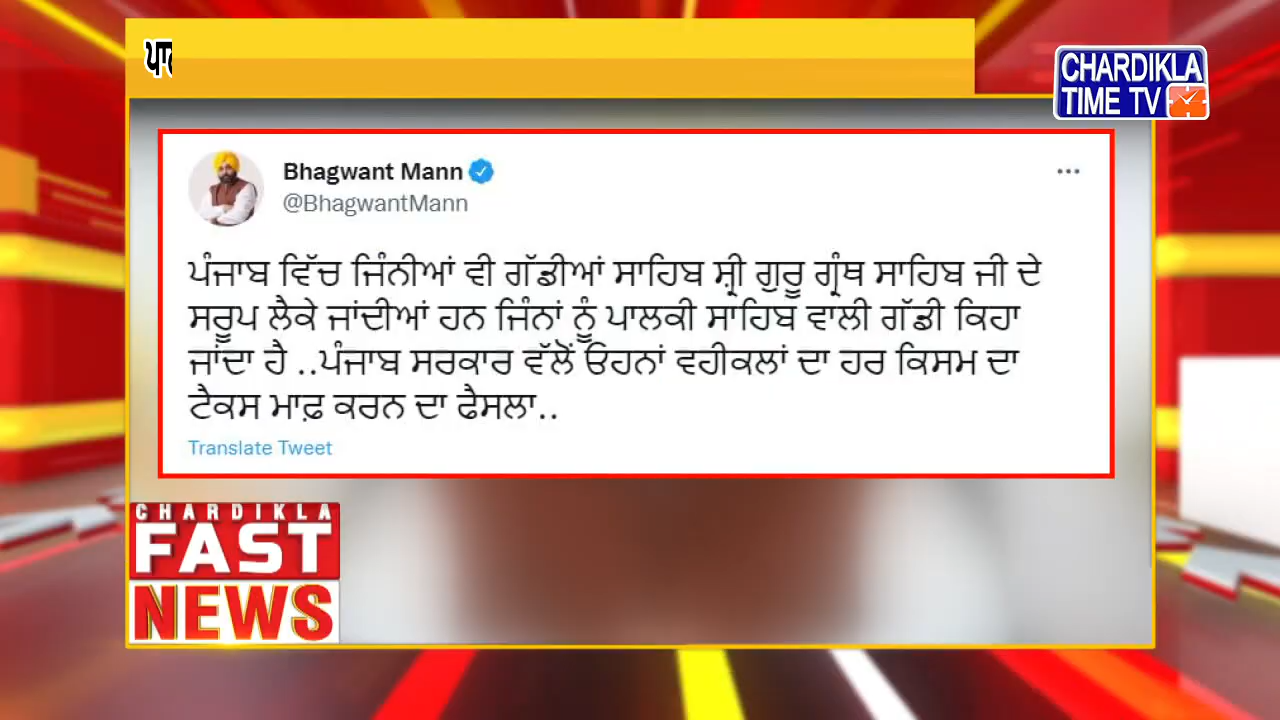 CHARDIKLA
TIME TV
Bhagwant Mann
@BhagwantMann
ਪੰਜਾਬ ਵਿੱਚ ਜਿੰਨੀਆਂ ਵੀ ਗੱਡੀਆਂ ਸਾਹਿਬ ਸ਼੍ਰੀ ਗੁਰੂ ਗ੍ਰੰਥ ਸਾਹਿਬ ਜੀ ਦੇ
ਸਰੂਪ ਲੈਕੇ ਜਾਂਦੀਆਂ ਹਨ ਜਿੰਨਾਂ ਨੂੰ ਪਾਲਕੀ ਸਾਹਿਬ ਵਾਲੀ ਗੱਡੀ ਕਿਹਾ
ਜਾਂਦਾ ਹੈ ..ਪੰਜਾਬ ਸਰਕਾਰ ਵੱਲੋਂ ਓਹਨਾਂ ਵਹੀਕਲਾਂ ਦਾ ਹਰ ਕਿਸਮ ਦਾ
ਟੈਕਸ ਮਾਫ਼ ਕਰਨ ਦਾ ਫੈਸਲਾ..
Translate Tweet
CHARDIKLA
FAST
NEWS